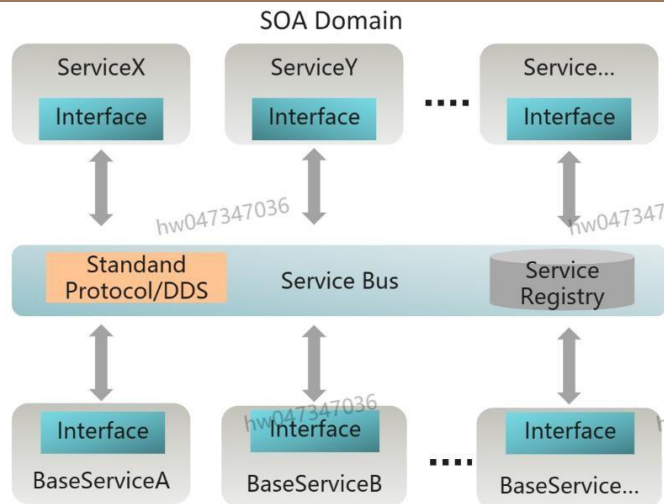 SOA Domain
ServiceX
ServiceY
Service...
Interface
Interface
Interface
hw047347036
hw0473470
Standand
Protocol/DDS
Service Bus
Service
Registry
hw047347036
Interface
Interface
Interface
BaseServiceA
BaseServiceB
BaseService...